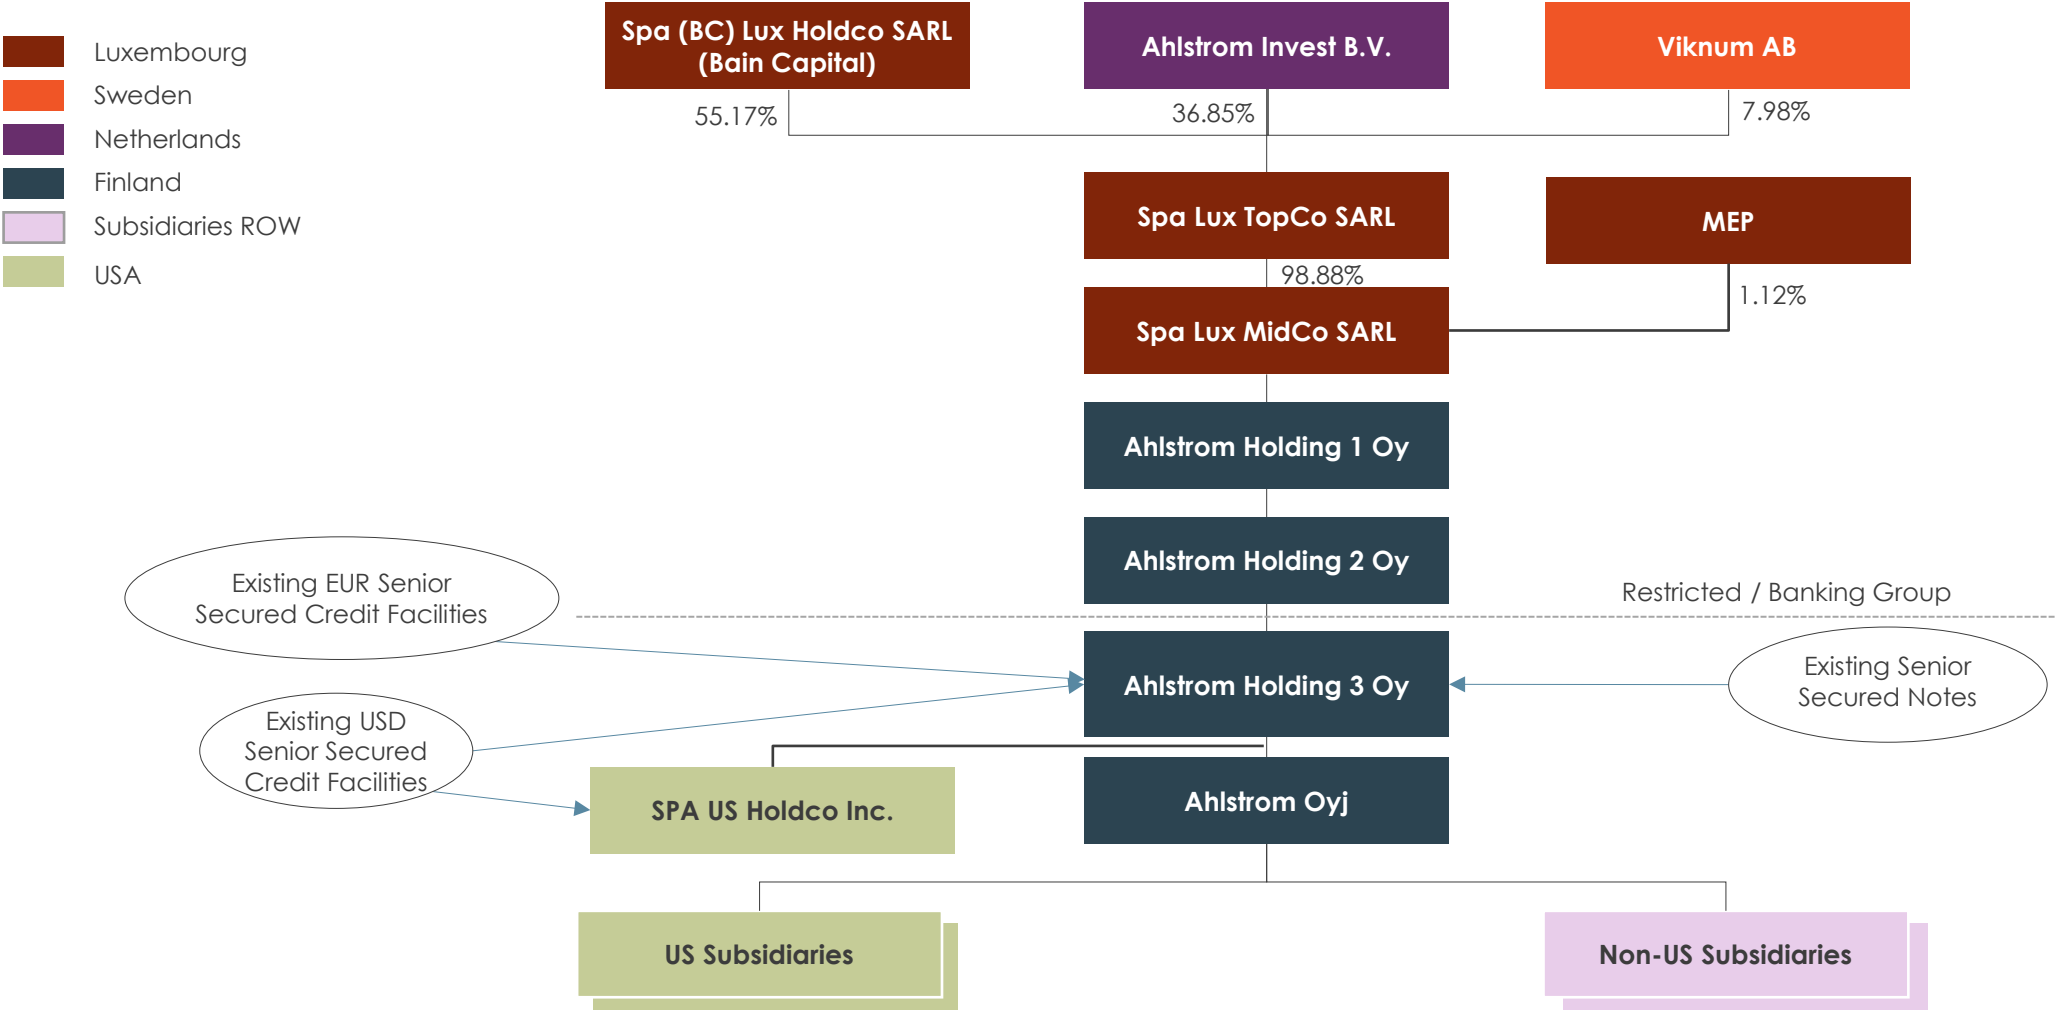 Luxembourg
Sweden
Netherlands
Finland
Subsidiaries ROW
USA
Spa (BC) Lux Holdco SARL
(Bain Capital)
Ahlstrom Invest B.V.
Viknum AB
55.17%
36.85%
7.98%
Spa Lux TopCo SARL
MEP
98.88%
1.12%
Spa Lux MidCo SARL
Ahlstrom Holding 1 Oy
Ahlstrom Holding 2 Oy
Existing EUR Senior
Secured Credit Facilities
Restricted / Banking Group
Ahlstrom Holding 3 Oy
Existing Senior
Secured Notes
Existing USD
Senior Secured
Credit Facilities
SPA US Holdco Inc.
Ahlstrom Oyj
US Subsidiaries
Non-US Subsidiaries